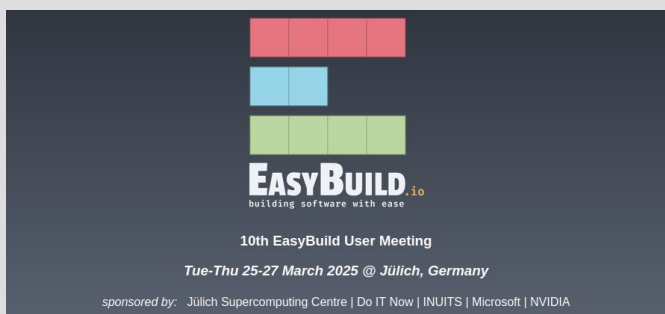 EASYBUILD.io
building software with ease
10th EasyBuild User Meeting
Tue-Thu 25-27 March 2025 @ Jülich, Germany
sponsored by: Jülich Supercomputing Centre | Do IT Now | INUITS | Microsoft | NVIDIA